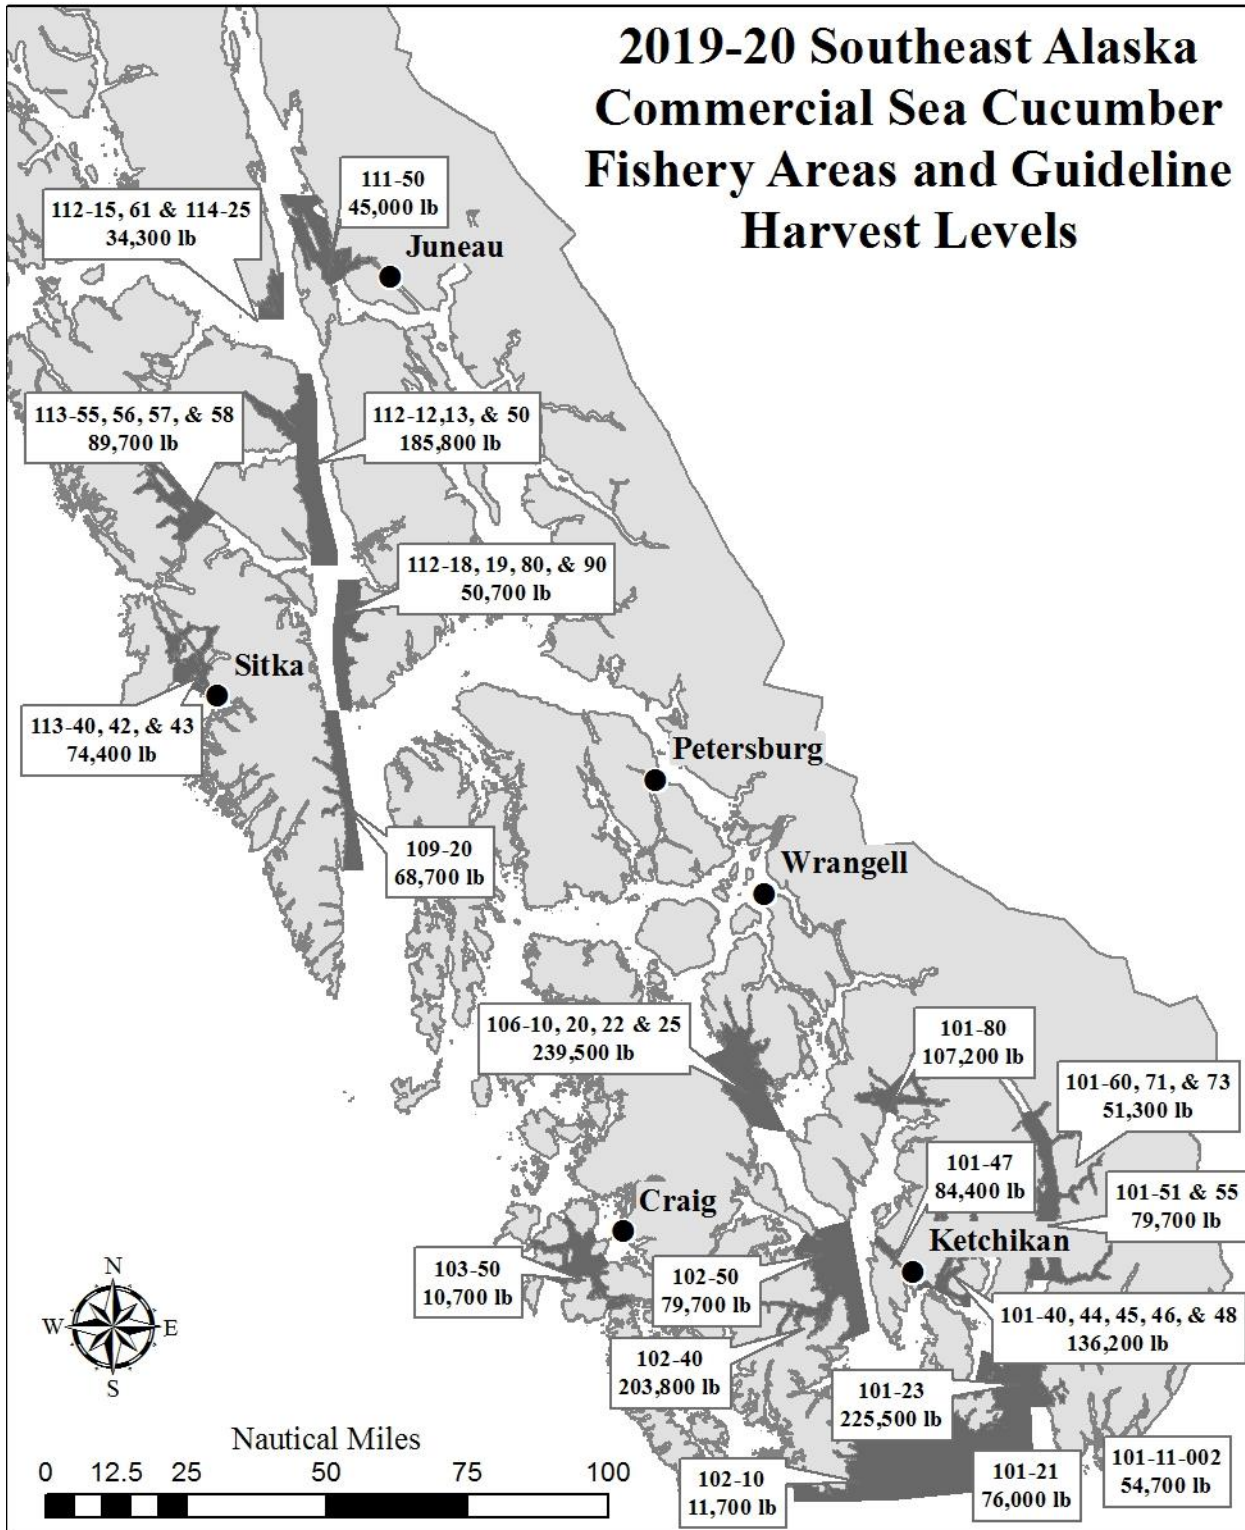 2019-20 Southeast Alaska
Commercial Sea Cucumber
Fishery Areas and Guideline
Harvest Levels
111-50
45,000 lb
112-15, 61 & 114-25
34,300 lb
Juneau
113-55, 56, 57, & 58
89,700 lb
112-12,13, & 50
185,800 lb
112-18, 19, 80, & 90
50,700 lb
Sitka
113-40, 42, & 43
74,400 lb
Petersburg
109-20
68,700 lb
Wrangell
106-10, 20, 22 & 25
239,500 lb
101-80
107,200 lb
101-60, 71, & 73
51,300 lb
101-47
84,400 lb
101-51 & 55
79,700 lb
Craig
Ketchikan
103-50
10,700 lb
102-50
79,700 lb
101-40, 44, 45, 46, & 48
136,200 lb
102-40
203,800 lb
101-23
225,500 lb
102-10
11,700 lb
101-21
76,000 lb
101-11-002
54,700 lb
N
W
E
S
Nautical Miles
0 12.5 25 50 75 100